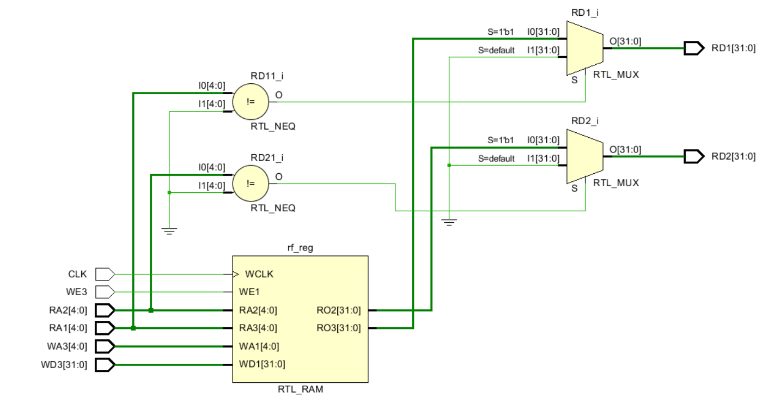 RD1_i
S=1'b1 I0[31:0]
S=default I1[31:0]
O[31:0]
RD1[31:0]
S
RTL_MUX
RD11_i
I0[4:0]
I1[4:0]
!=
O
RTL_NEQ
RD2_i
S=1'b1 I0[31:0]
S=default I1[31:0]
O[31:0]
RD2[31:0]
S
RTL_MUX
RD21_i
I0[4:0]
I1[4:0]
!=
O
RTL_NEQ
rf_reg
CLK
WCLK
WE3
WE1
RA2[4:0]
RA2[4:0]
RO2[31:0]
RA1[4:0]
RA3[4:0]
RO3[31:0]
WA3[4:0]
WA1[4:0]
WD3[31:0]
WD1[31:0]
RTL_RAM